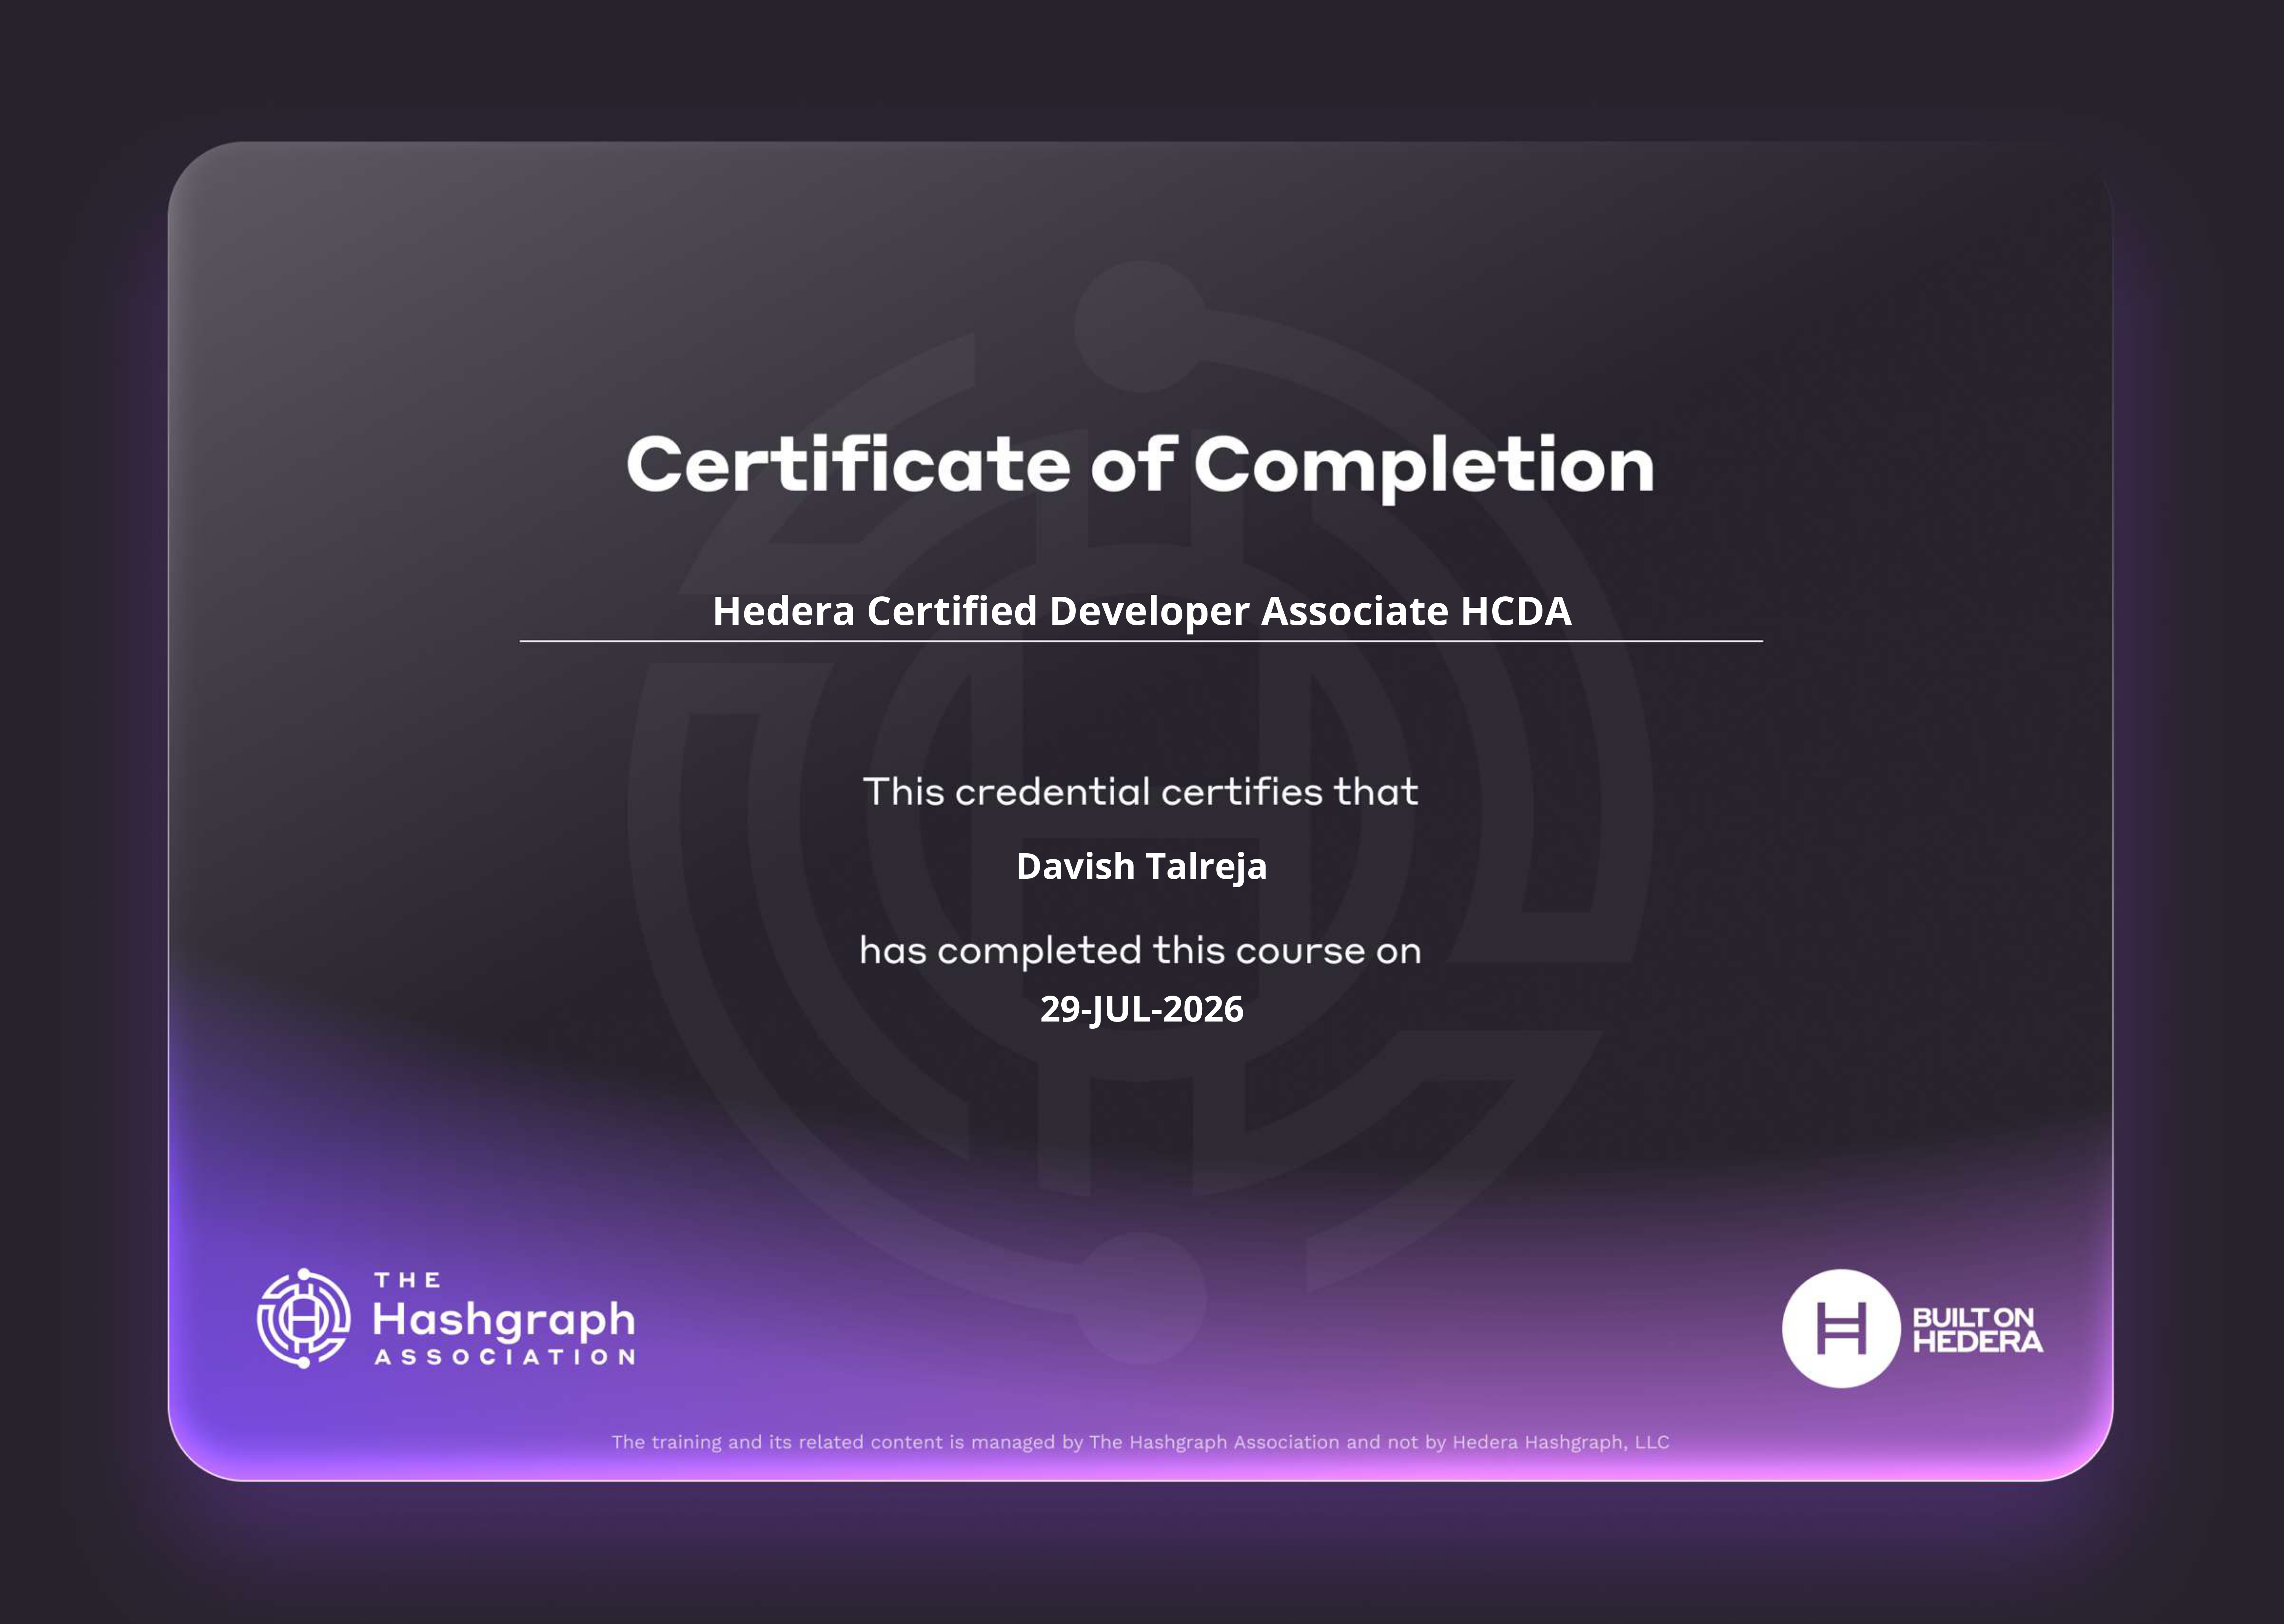 Certificate of Completion
Hedera Certified Developer Associate HCDA
This credential certifies that
Davish Talreja
has completed this course on
29-JUL-2026
THE
Hashgraph
ASSOCIATION
BUILT ON
HEDERA
The training and its related content is managed by The Hashgraph Association and not by Hedera Hashgraph, LLC